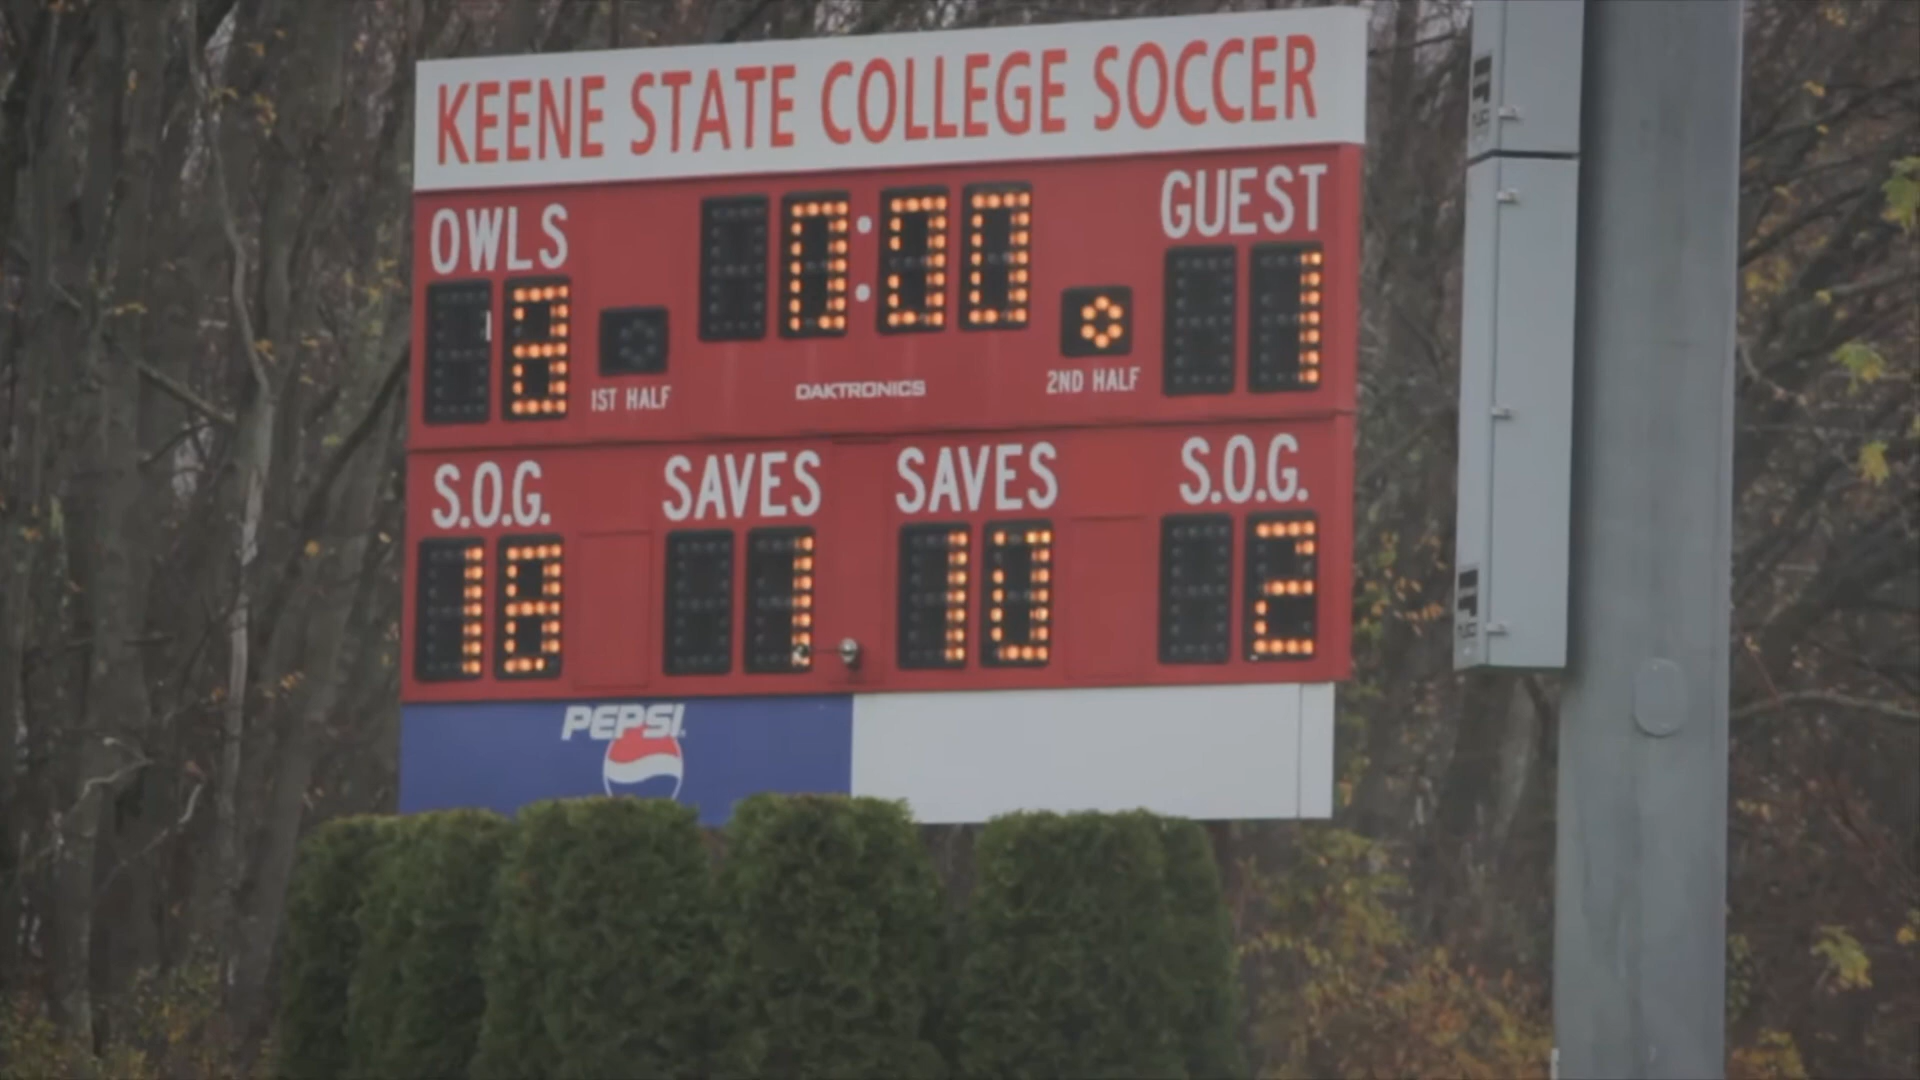 KEENE STATE COLLEGE SOCCER
OWLS 0:00 GUEST
8 1
1ST HALF DAKTRONICS 2ND HALF
S.O.G. SAVES SAVES S.O.G.
18 1 10 2
PEPSI